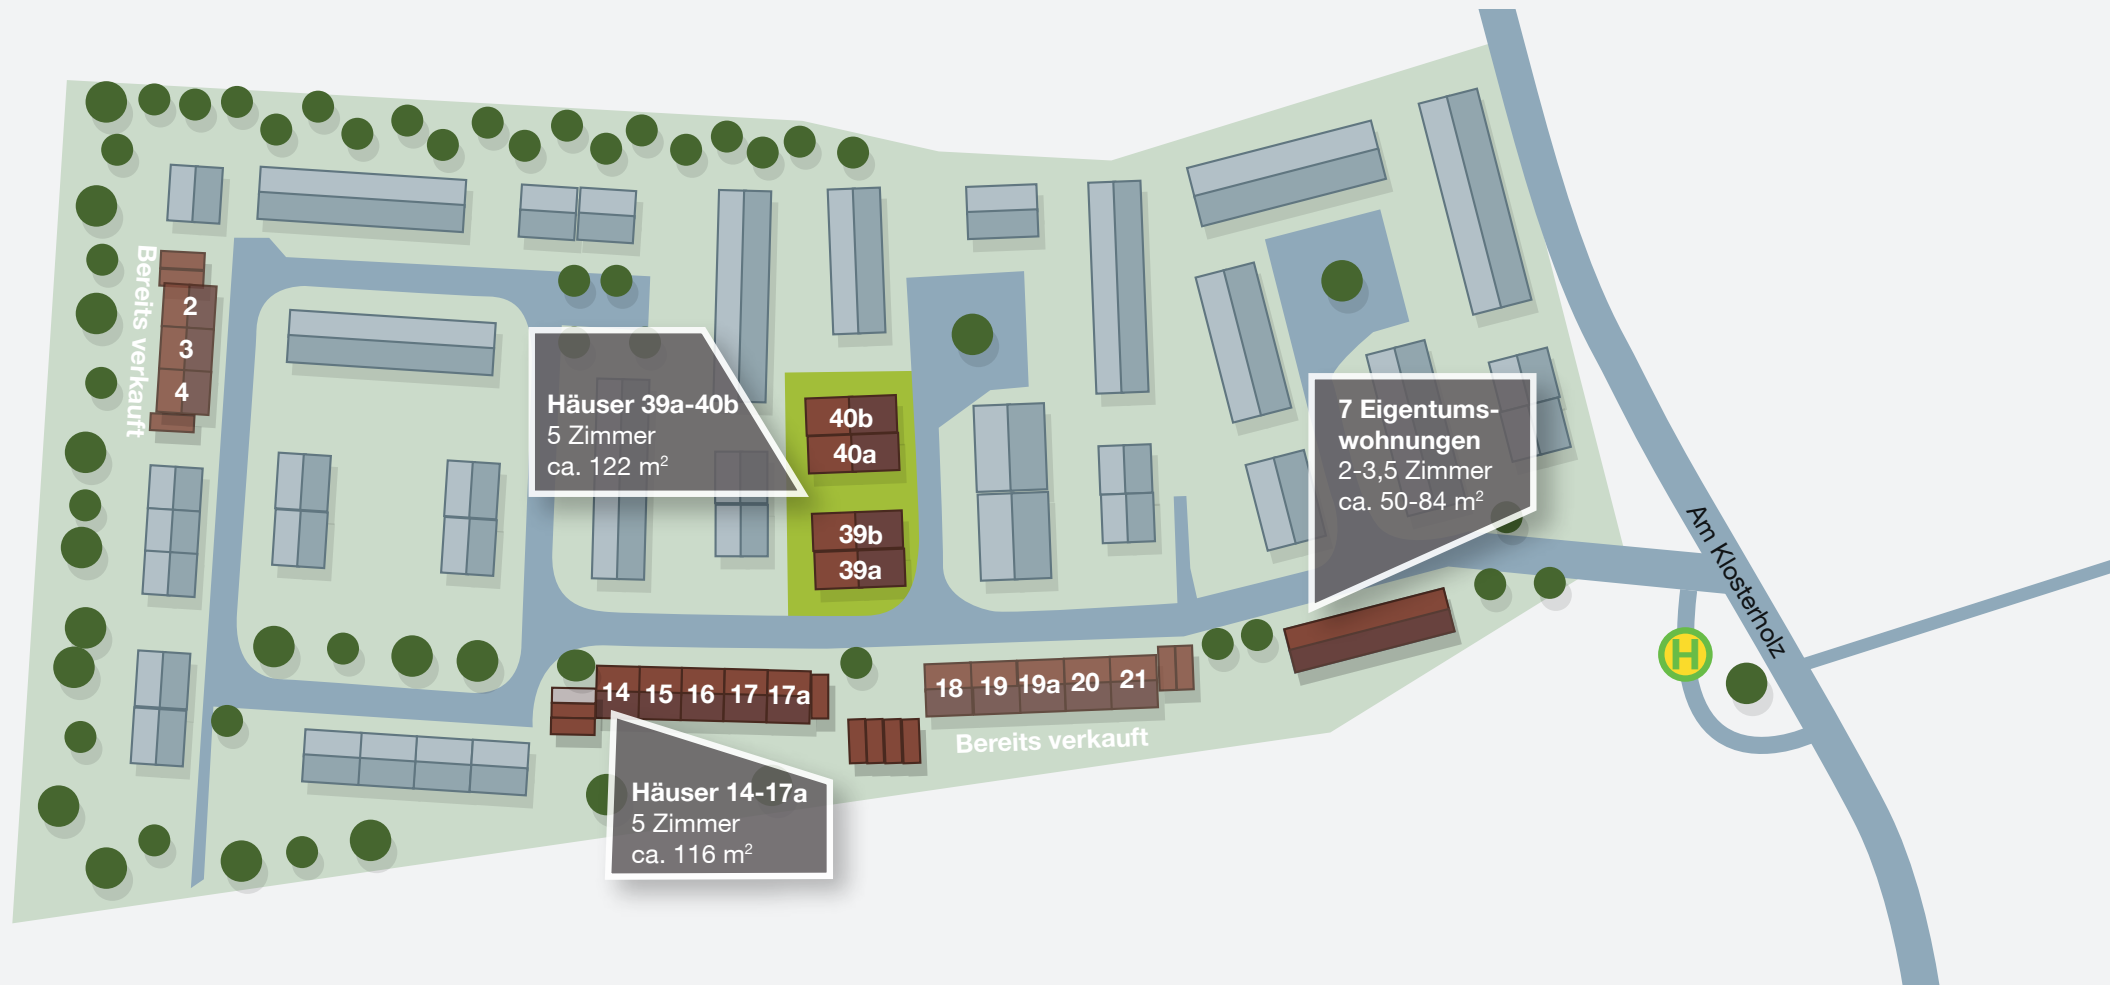 Bereits verkauft
2
3
4
Häuser 39a-40b
5 Zimmer
ca. 122 m²
40b
40a
39b
39a
7 Eigentums-
wohnungen
2-3,5 Zimmer
ca. 50-84 m²
Am Klosterholz
H
14 15 16 17 17a
18 19 19a 20 21
Bereits verkauft
Häuser 14-17a
5 Zimmer
ca. 116 m²